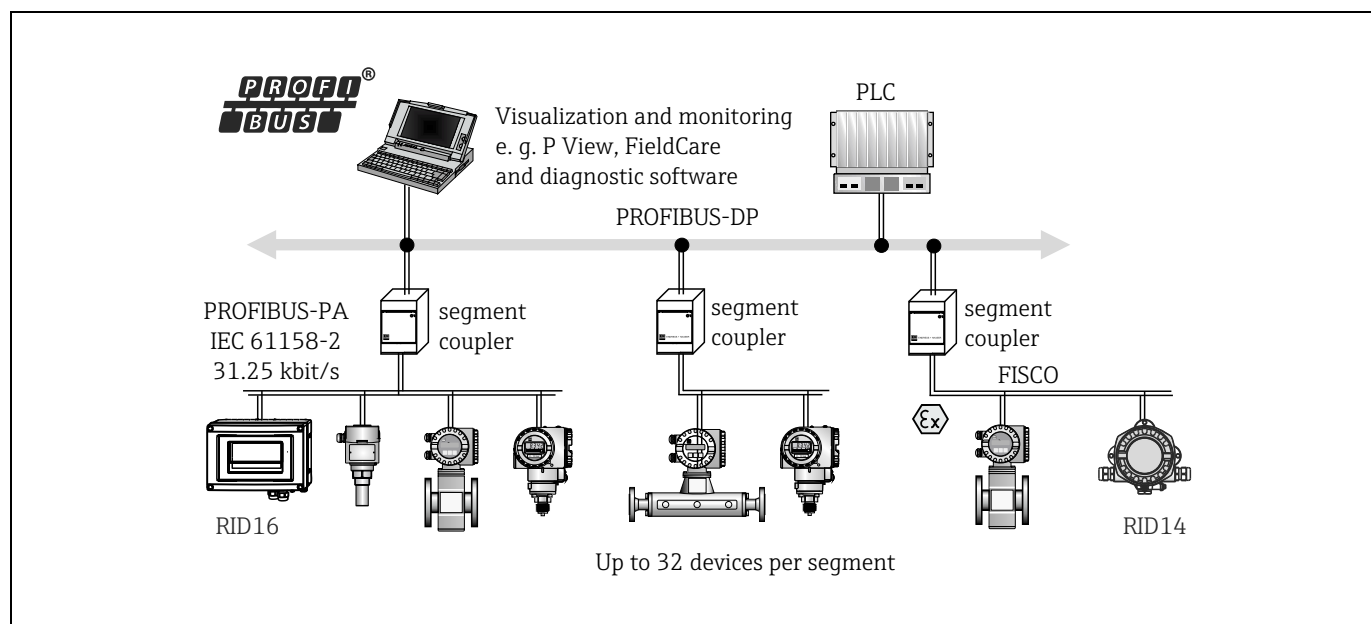 PROFI®
BUS
Visualization and monitoring
e. g. P View, FieldCare
and diagnostic software
PLC
PROFIBUS-DP
PROFIBUS-PA
IEC 61158-2
31.25 kbit/s
segment
coupler
segment
coupler
segment
coupler
FISCO
εx
RID16
RID14
Up to 32 devices per segment